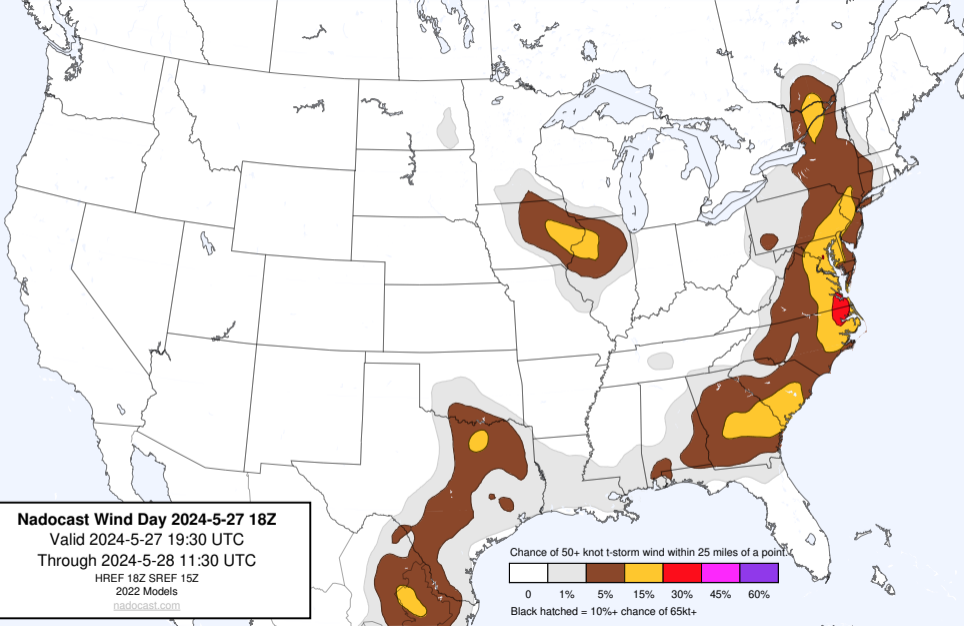 Nadocast Wind Day 2024-5-27 18Z
Valid 2024-5-27 19:30 UTC
Through 2024-5-28 11:30 UTC
HREF 18Z SREF 15Z
2022 Models
nadocast.com
Chance of 50+ knot t-storm wind within 25 miles of a point.
0 1% 5% 15% 30% 45% 60%
Black hatched = 10%+ chance of 65kt+